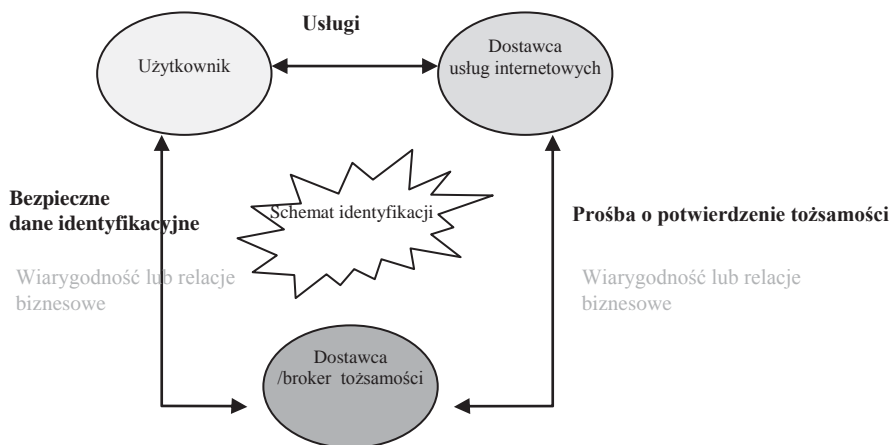 Usługi
Użytkownik
Dostawca
usług internetowych
Schemat identyfikacji
Bezpieczne
dane identyfikacyjne
Prośba o potwierdzenie tożsamości
Wiarygodność lub relacje
biznesowe
Wiarygodność lub relacje
biznesowe
Dostawca
/broker tożsamości